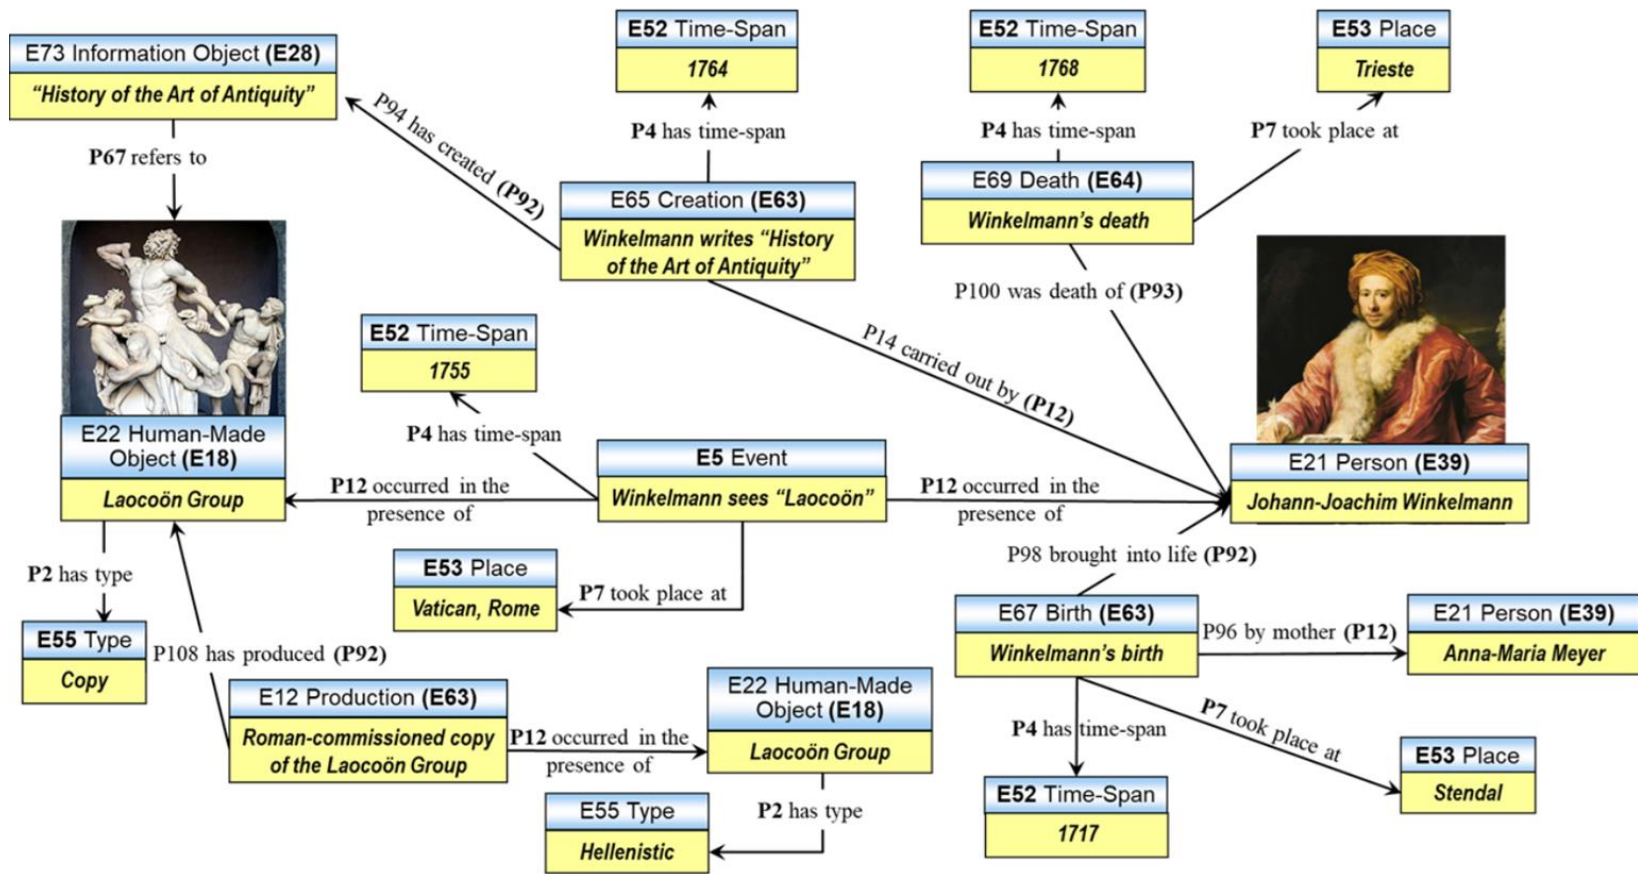 E52 Time-Span
1764
E52 Time-Span
1768
E53 Place
Trieste
E73 Information Object (E28)
“History of the Art of Antiquity”
P94 has created (P92)
P4 has time-span
P4 has time-span
P7 took place at
P67 refers to
E65 Creation (E63)
Winkelmann writes “History
of the Art of Antiquity”
E69 Death (E64)
Winkelmann’s death
P100 was death of (P93)
P14 carried out by (P12)
E52 Time-Span
1755
P4 has time-span
E22 Human-Made
Object (E18)
Laocoön Group
P12 occurred in the
presence of
E5 Event
Winkelmann sees “Laocoön”
P12 occurred in the
presence of
E21 Person (E39)
Johann-Joachim Winkelmann
P2 has type
E53 Place
Vatican, Rome
P7 took place at
P98 brought into life (P92)
E55 Type
Copy
P108 has produced (P92)
E67 Birth (E63)
Winkelmann’s birth
P96 by mother (P12)
E21 Person (E39)
Anna-Maria Meyer
E12 Production (E63)
Roman-commissioned copy
of the Laocoön Group
P12 occurred in the
presence of
E22 Human-Made
Object (E18)
Laocoön Group
P4 has time-span
P7 took place at
E53 Place
Stendal
E55 Type
Hellenistic
P2 has type
E52 Time-Span
1717